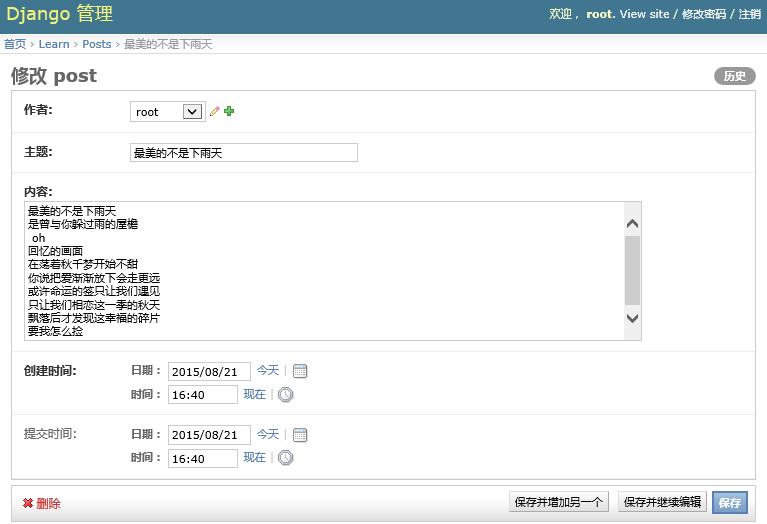 Django 管理
欢迎， root. View site / 修改密码 / 注销
首页 › Learn › Posts › 最美的不是下雨天
修改 post
历史
作者:
root
主题:
最美的不是下雨天
内容:
最美的不是下雨天
是曾与你躲过雨的屋檐
oh
回忆的画面
在荡着秋千梦开始不甜
你说把爱渐渐放下会走更远
或许命运的签只让我们遇见
只让我们相恋这一季的秋天
飘落后才发现这幸福的碎片
要我怎么捡
创建时间:
日期： 2015/08/21 今天 |
时间： 16:40 现在 |
提交时间:
日期： 2015/08/21 今天 |
时间： 16:40 现在 |
删除
保存并增加另一个
保存并继续编辑
保存